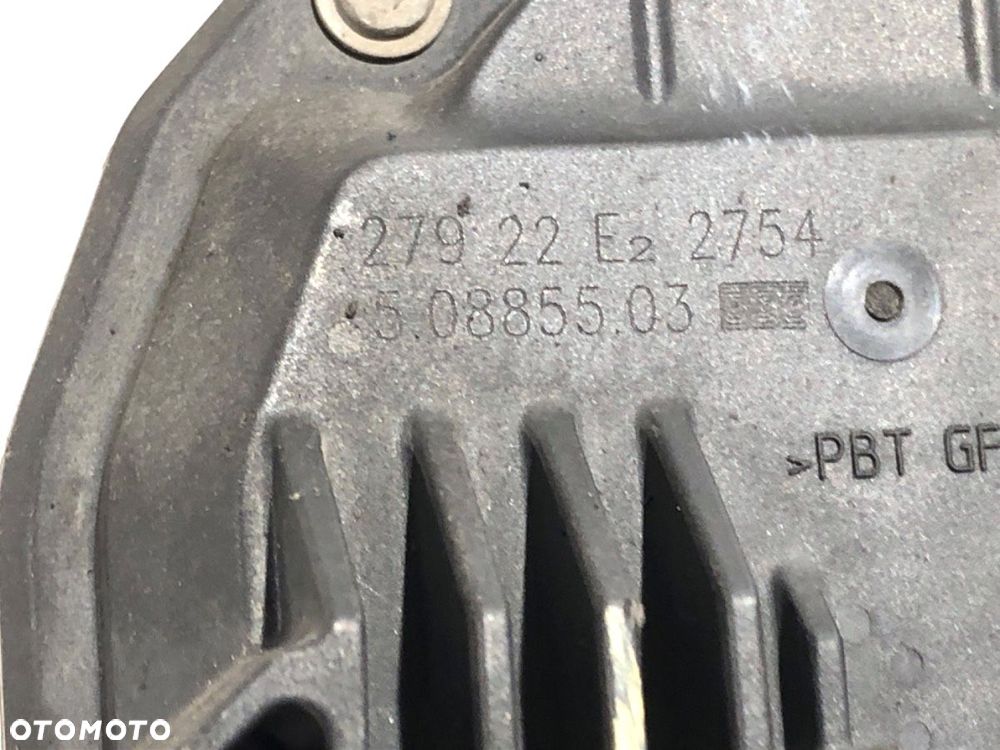 279 22 E2 2754
5.08855.03
>PBT GF
OTOMOTO